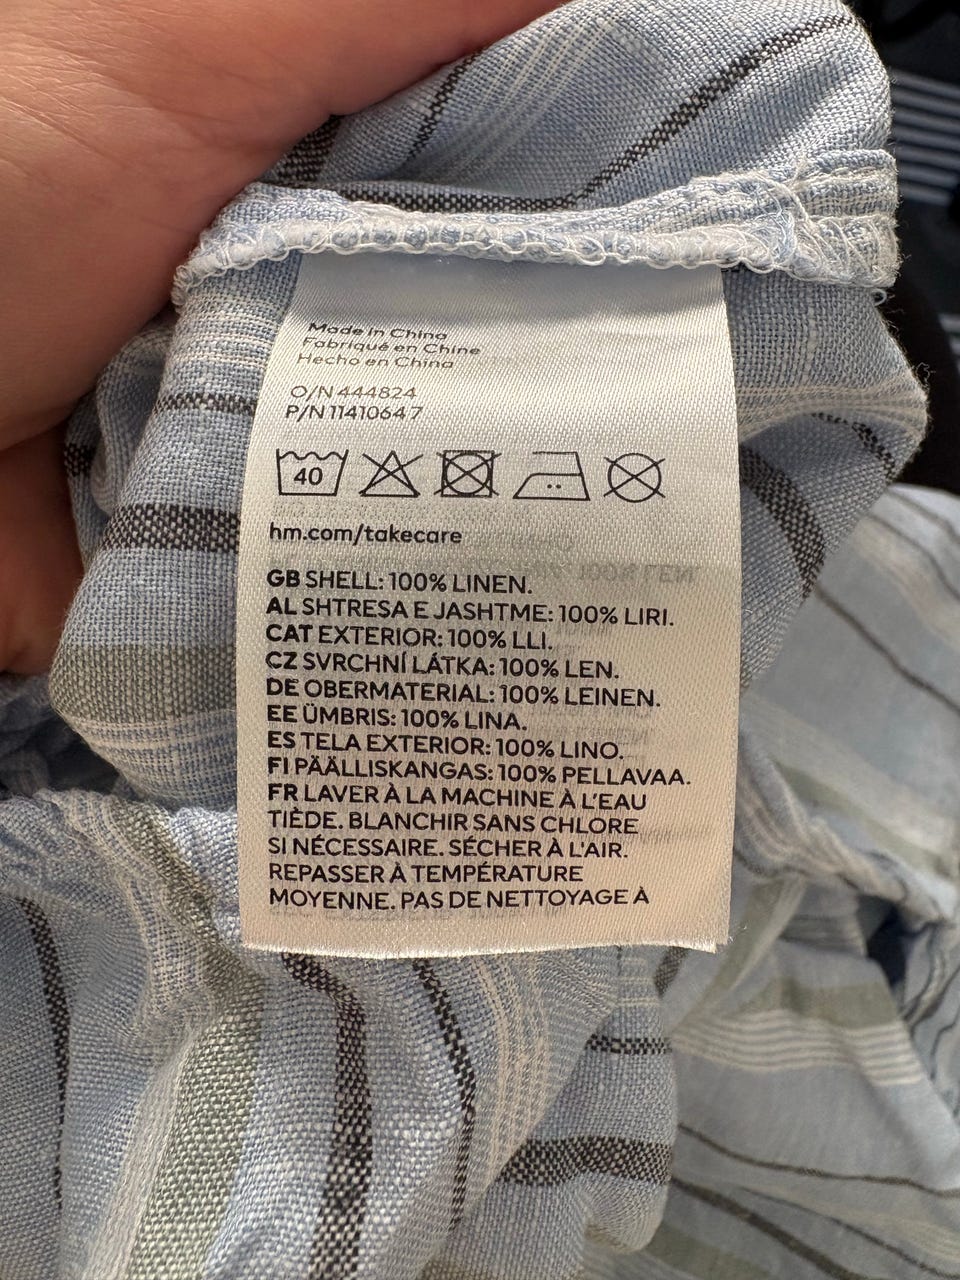 Made in China
Fabriqué en Chine
Hecho en China
O/N 444824
P/N 11410647
40
hm.com/takecare
GB SHELL: 100% LINEN.
AL SHTRESA E JASHTME: 100% LIRI.
CAT EXTERIOR: 100% LLI.
CZ SVRCHNÍ LÁTKA: 100% LEN.
DE OBERMATERIAL: 100% LEINEN.
EE ÜMBRIS: 100% LINA.
ES TELA EXTERIOR: 100% LINO.
FI PÄÄLLISKANGAS: 100% PELLAVAA.
FR LAVER À LA MACHINE À L'EAU
TIÈDE. BLANCHIR SANS CHLORE
SI NÉCESSAIRE. SÉCHER À L'AIR.
REPASSER À TEMPÉRATURE
MOYENNE. PAS DE NETTOYAGE À